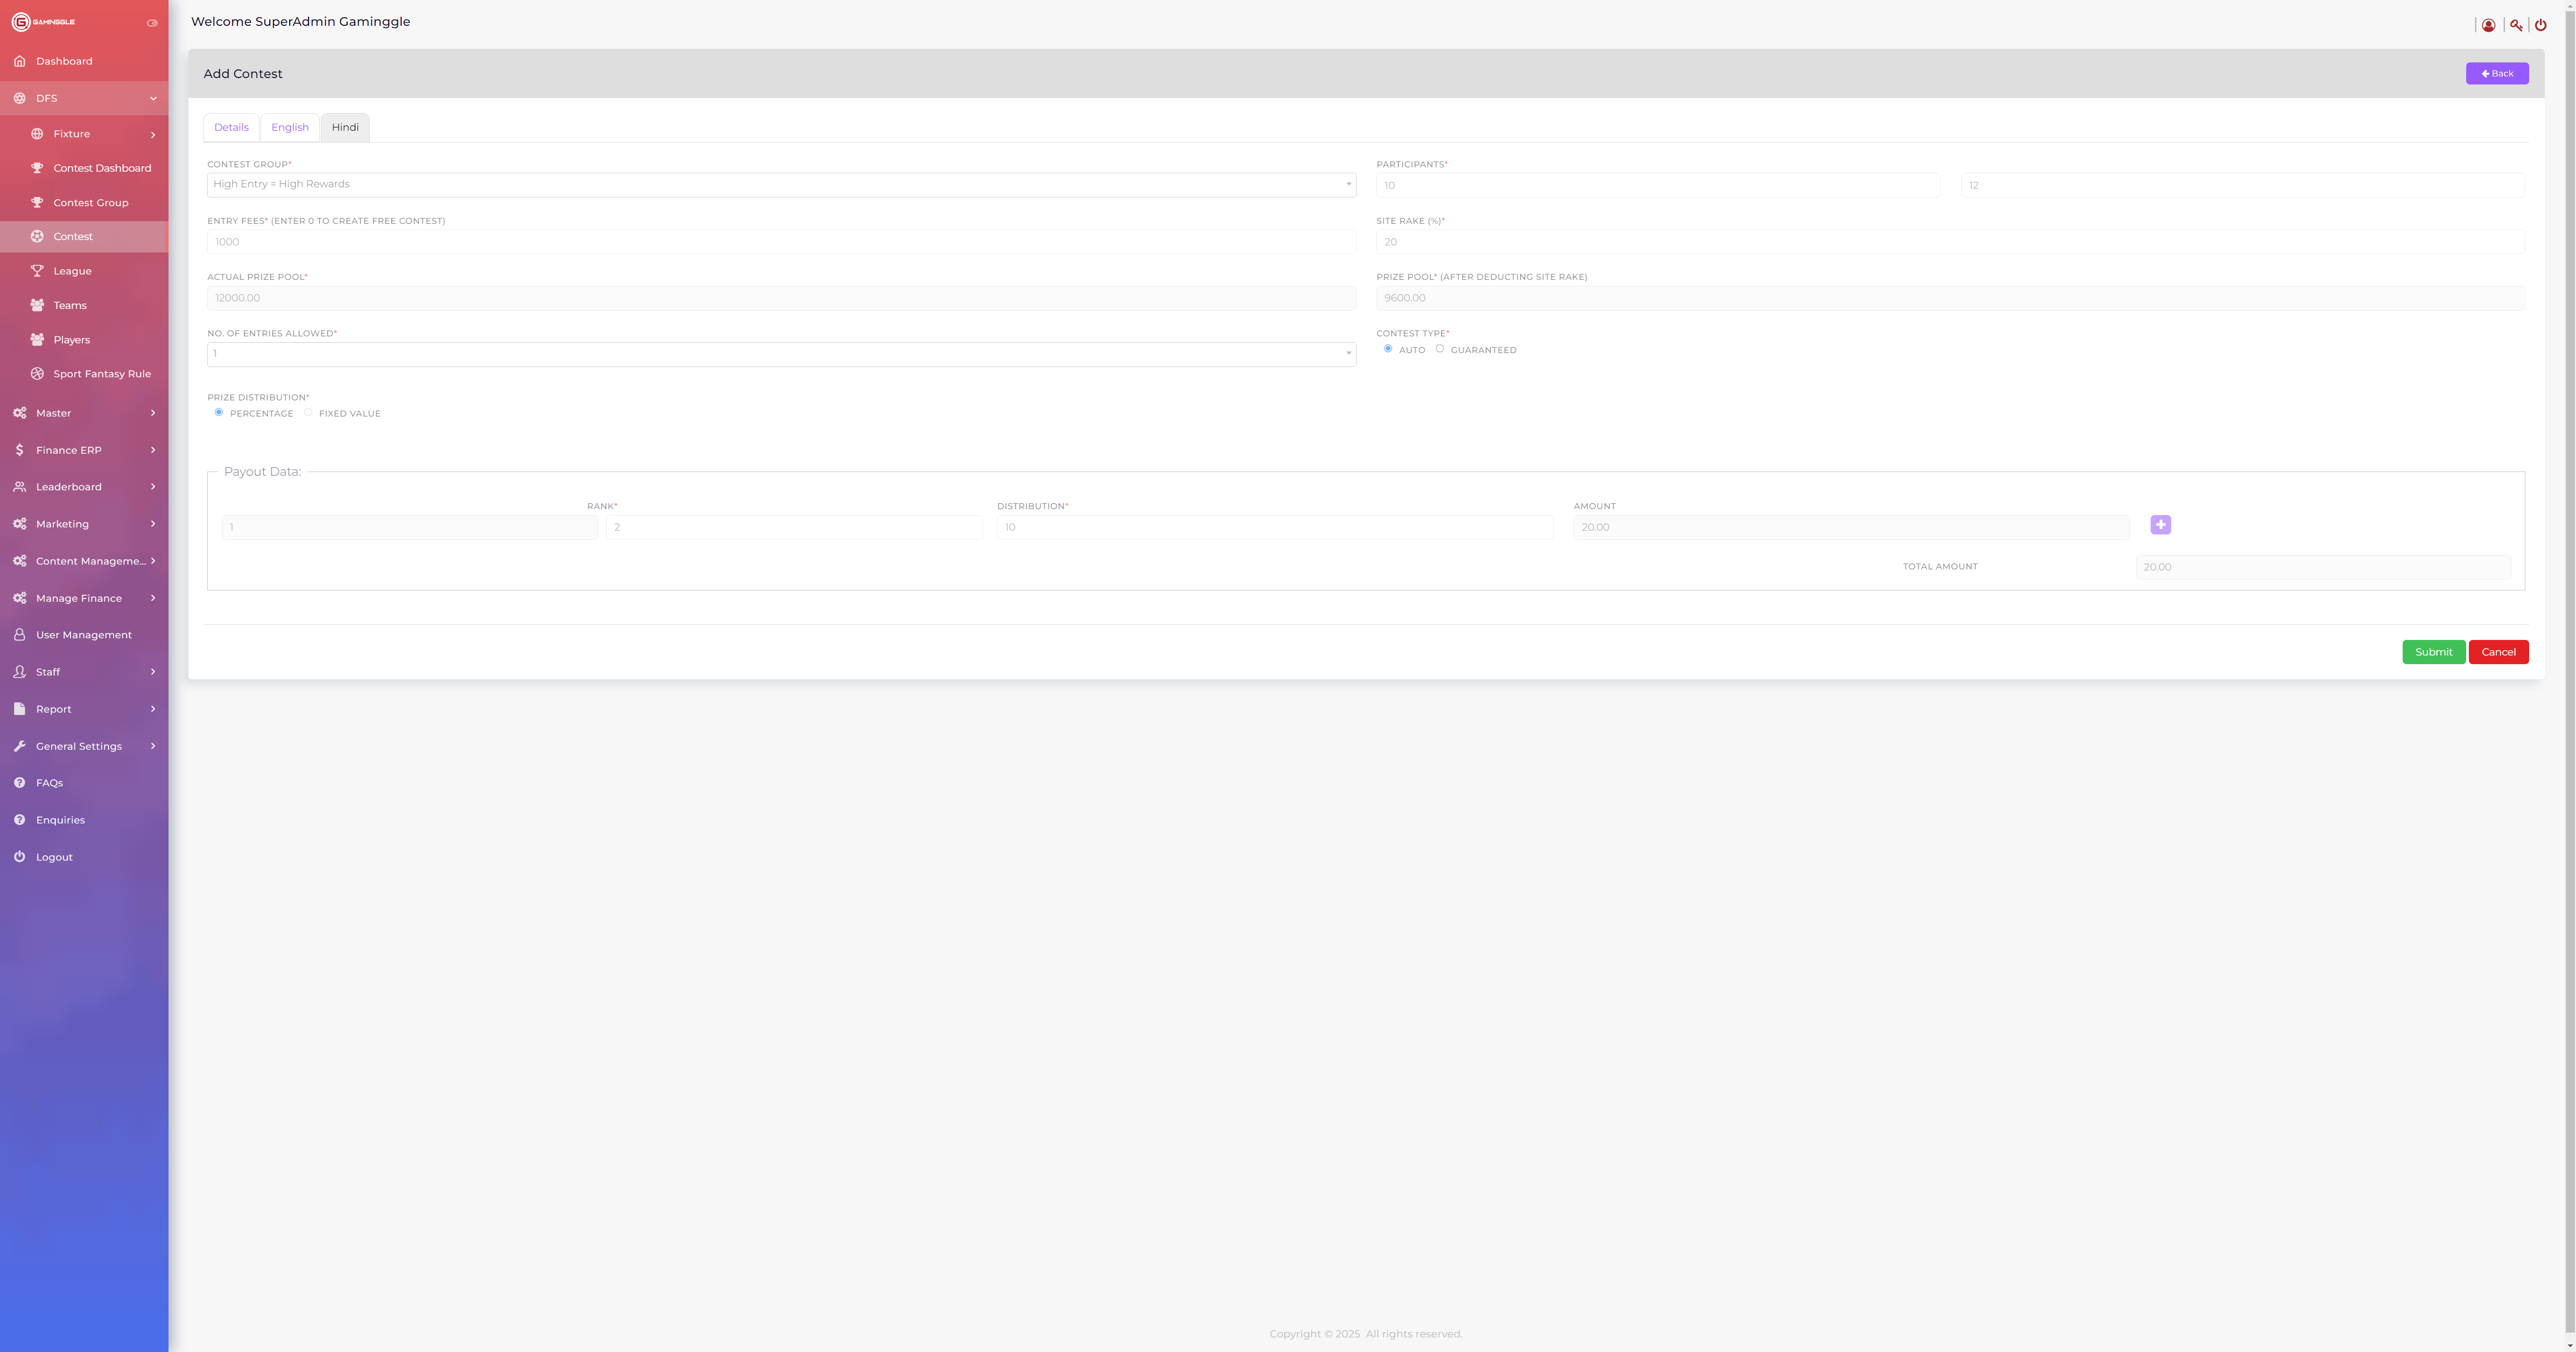 GAMINGGLE
Welcome SuperAdmin Gaminggle
Dashboard
DFS
Fixture
Contest Dashboard
Contest Group
Contest
League
Teams
Players
Sport Fantasy Rule
Master
Finance ERP
Leaderboard
Marketing
Content Manageme...
Manage Finance
User Management
Staff
Report
General Settings
FAQs
Enquiries
Logout
Add Contest
Back
Details English Hindi
CONTEST GROUP* PARTICIPANTS*
High Entry = High Rewards 10 12
ENTRY FEES* (ENTER 0 TO CREATE FREE CONTEST) SITE RAKE (%)*
1000 20
ACTUAL PRIZE POOL* PRIZE POOL* (AFTER DEDUCTING SITE RAKE)
12000.00 9600.00
NO. OF ENTRIES ALLOWED* CONTEST TYPE*
1 AUTO GUARANTEED
PRIZE DISTRIBUTION*
PERCENTAGE FIXED VALUE
Payout Data:
RANK* DISTRIBUTION* AMOUNT
1 2 10 20.00
TOTAL AMOUNT 20.00
Submit Cancel
Copyright © 2025 All rights reserved.